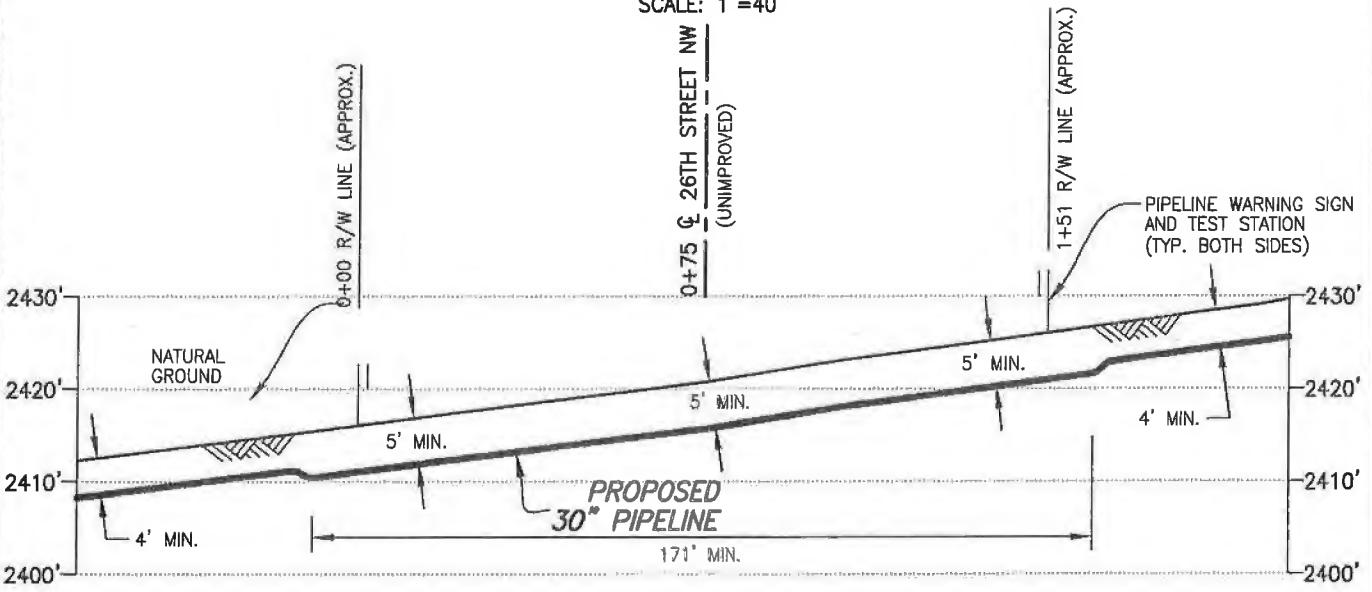 SCALE: 1"=40'
0+00 R/W LINE (APPROX.)
0+75 ℄ 26TH STREET NW
(UNIMPROVED)
1+51 R/W LINE (APPROX.)
PIPELINE WARNING SIGN
AND TEST STATION
(TYP. BOTH SIDES)
2430'
2430'
NATURAL
GROUND
2420'
2420'
5' MIN.
5' MIN.
5' MIN.
4' MIN.
2410'
2410'
PROPOSED
30" PIPELINE
4' MIN.
171' MIN.
2400'
2400'